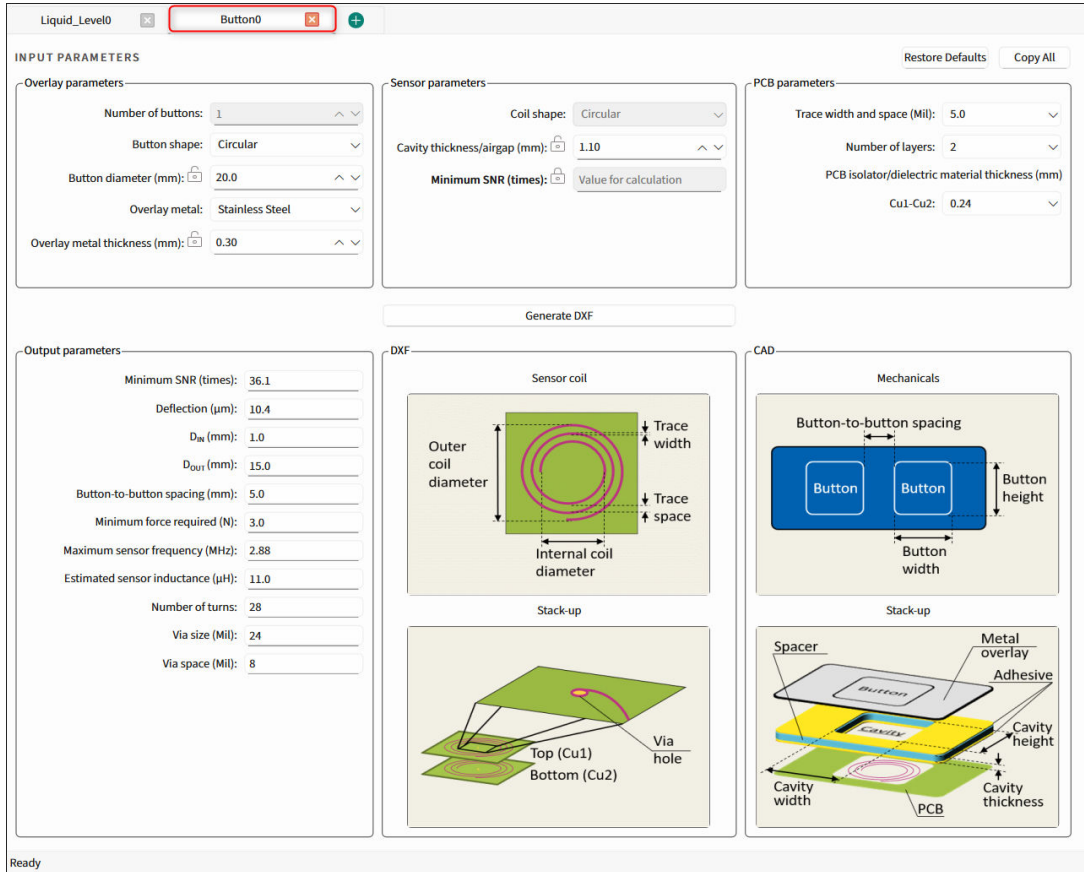 Liquid_Level0
Button0
INPUT PARAMETERS
Restore Defaults
Copy All
Overlay parameters
Number of buttons: 1
Button shape: Circular
Button diameter (mm): 20.0
Overlay metal: Stainless Steel
Overlay metal thickness (mm): 0.30
Sensor parameters
Coil shape: Circular
Cavity thickness/airgap (mm): 1.10
Minimum SNR (times): Value for calculation
PCB parameters
Trace width and space (Mil): 5.0
Number of layers: 2
PCB isolator/dielectric material thickness (mm)
Cu1-Cu2: 0.24
Generate DXF
Output parameters
Minimum SNR (times): 36.1
Deflection (µm): 10.4
DIN (mm): 1.0
DOUT (mm): 15.0
Button-to-button spacing (mm): 5.0
Minimum force required (N): 3.0
Maximum sensor frequency (MHz): 2.88
Estimated sensor inductance (µH): 11.0
Number of turns: 28
Via size (Mil): 24
Via space (Mil): 8
DXF
Sensor coil
Outer
coil
diameter
Trace
width
Trace
space
Internal coil
diameter
Stack-up
Top (Cu1)
Bottom (Cu2)
Via
hole
CAD
Mechanicals
Button-to-button spacing
Button
Button
Button
height
Button
width
Stack-up
Spacer
Metal
overlay
Adhesive
Button
Cavity
Cavity
height
Cavity
width
Cavity
thickness
PCB
Ready